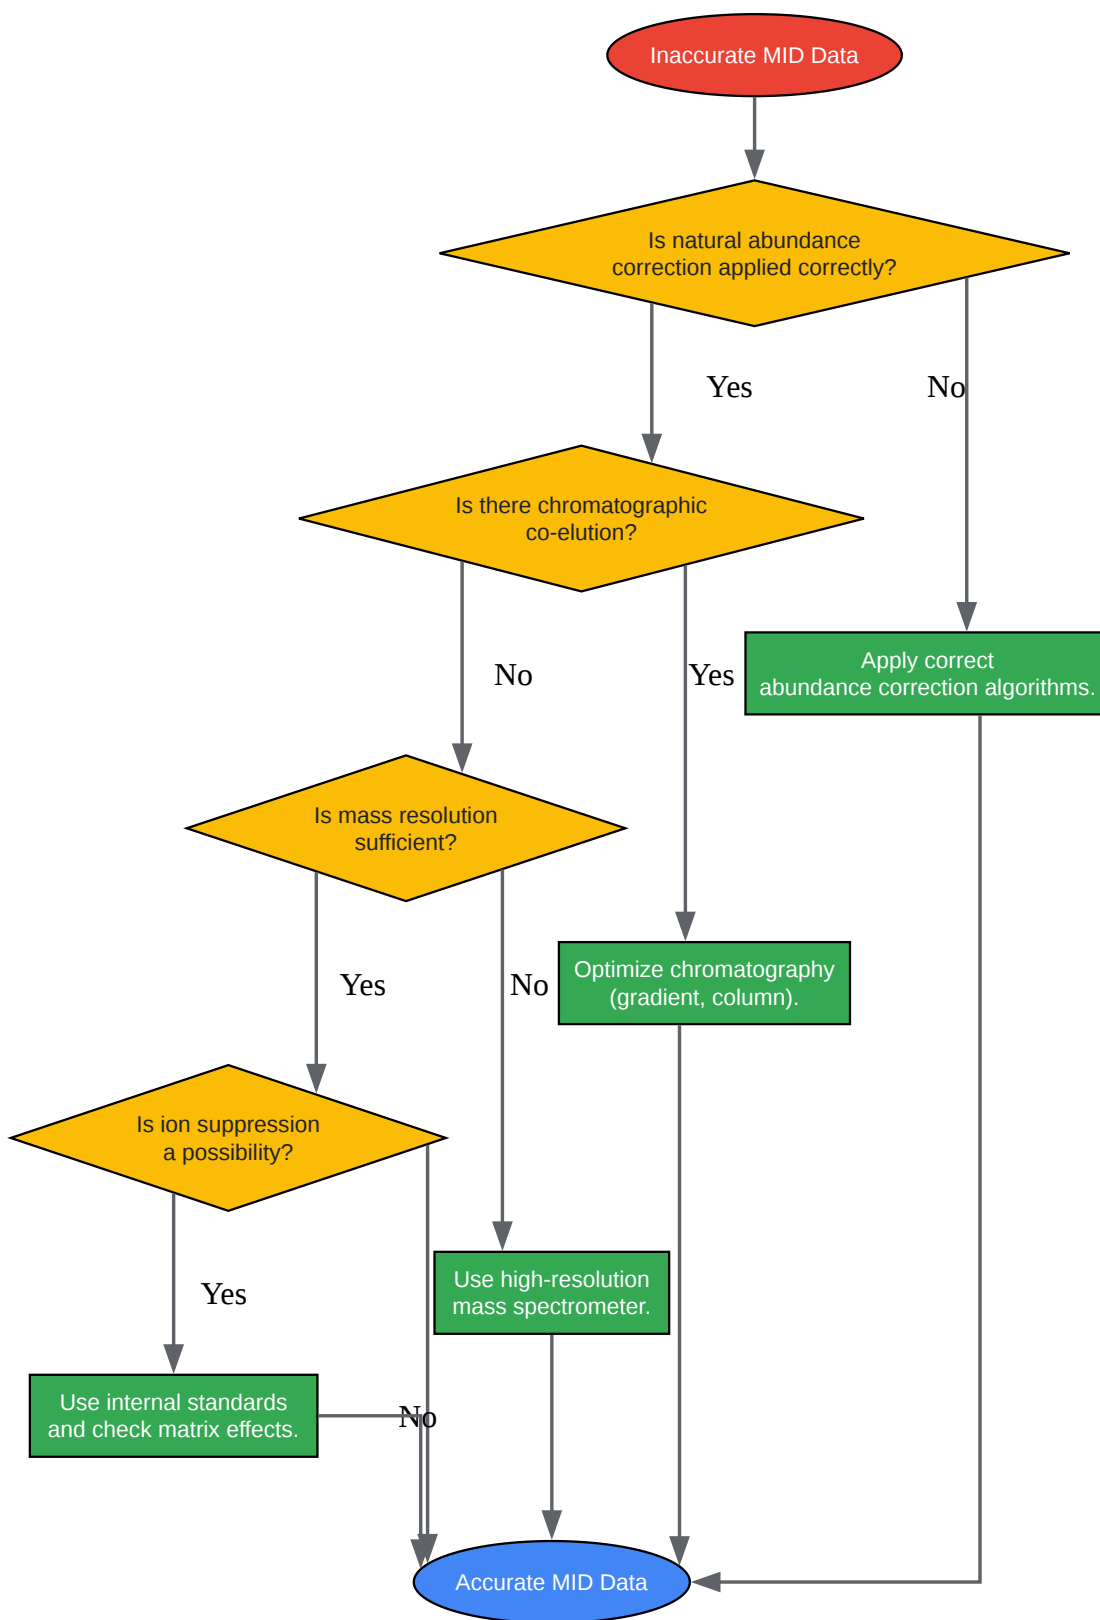 Inaccurate MID Data
Is natural abundance
correction applied correctly?
Yes
No
Is there chromatographic
co-elution?
No
Yes
Apply correct
abundance correction algorithms.
Is mass resolution
sufficient?
Yes
No
Optimize chromatography
(gradient, column).
Is ion suppression
a possibility?
Yes
Use high-resolution
mass spectrometer.
Use internal standards
and check matrix effects.
No
Accurate MID Data